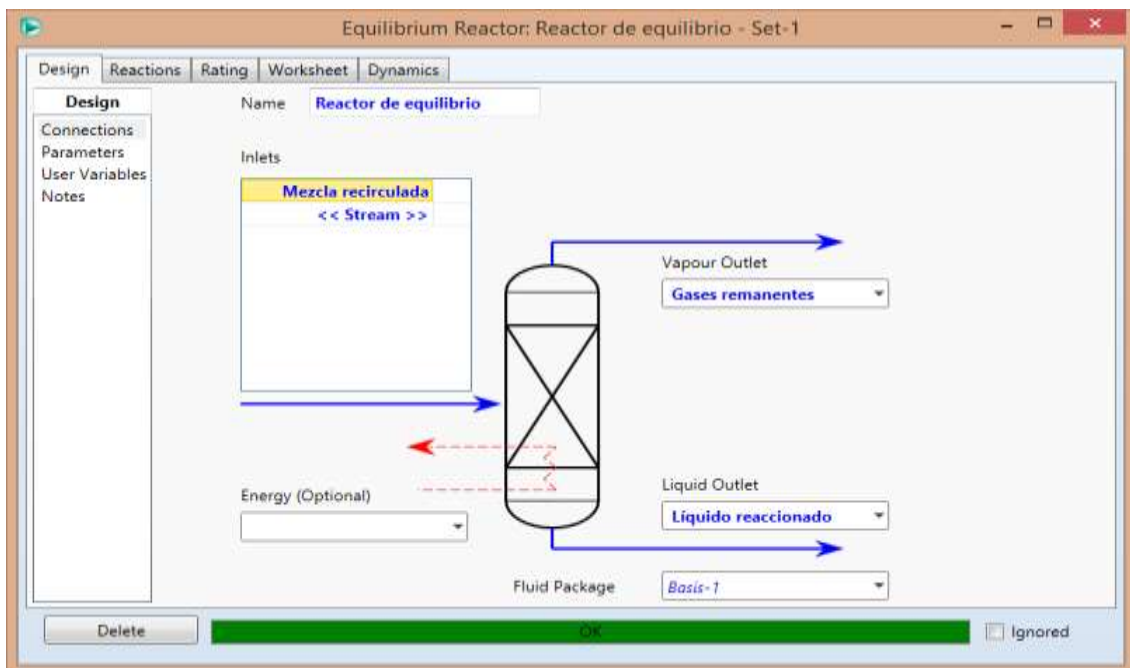 Equilibrium Reactor: Reactor de equilibrio - Set-1
Design Reactions Rating Worksheet Dynamics
Design
Connections
Parameters
User Variables
Notes
Name Reactor de equilibrio
Inlets
Mezcla recirculada
<< Stream >>
Vapour Outlet
Gases remanentes
Energy (Optional)
Liquid Outlet
Líquido reaccionado
Fluid Package Basis-1
Delete OK Ignored